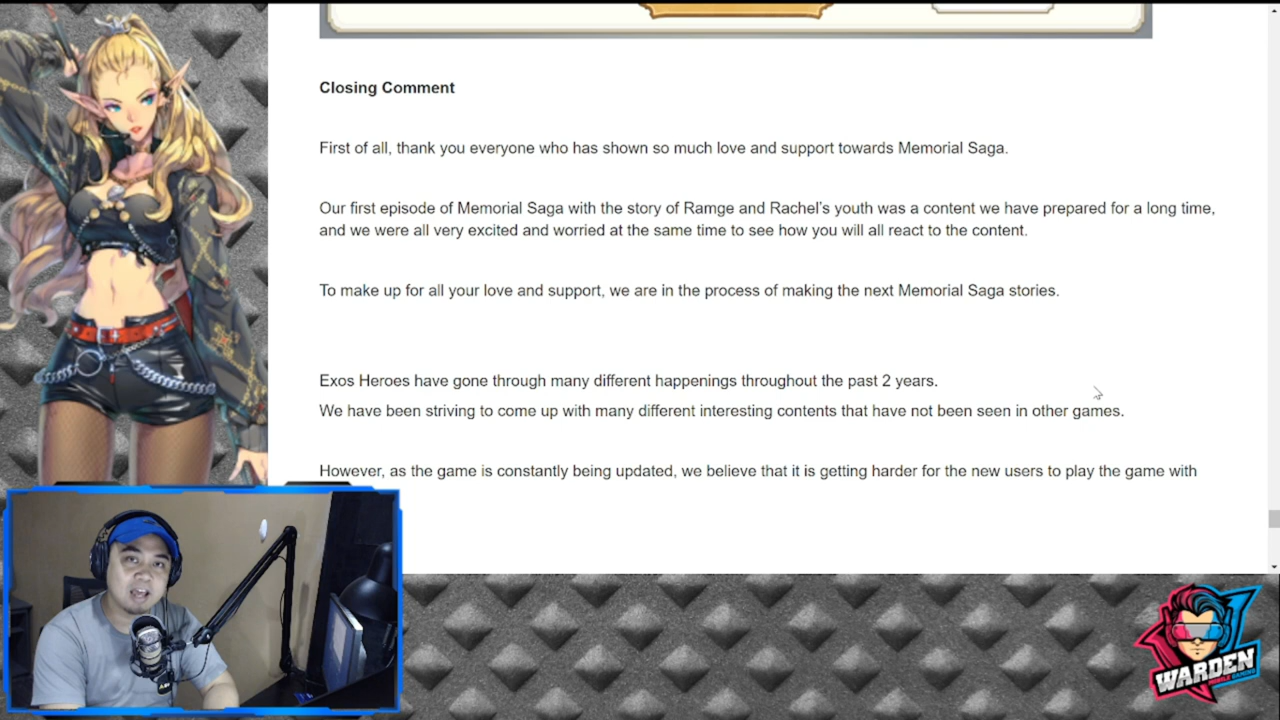 Closing Comment
First of all, thank you everyone who has shown so much love and support towards Memorial Saga.
Our first episode of Memorial Saga with the story of Ramge and Rachel's youth was a content we have prepared for a long time,
and we were all very excited and worried at the same time to see how you will all react to the content.
To make up for all your love and support, we are in the process of making the next Memorial Saga stories.
Exos Heroes have gone through many different happenings throughout the past 2 years.
We have been striving to come up with many different interesting contents that have not been seen in other games.
However, as the game is constantly being updated, we believe that it is getting harder for the new users to play the game with
WARDEN
MOBILE GAMING